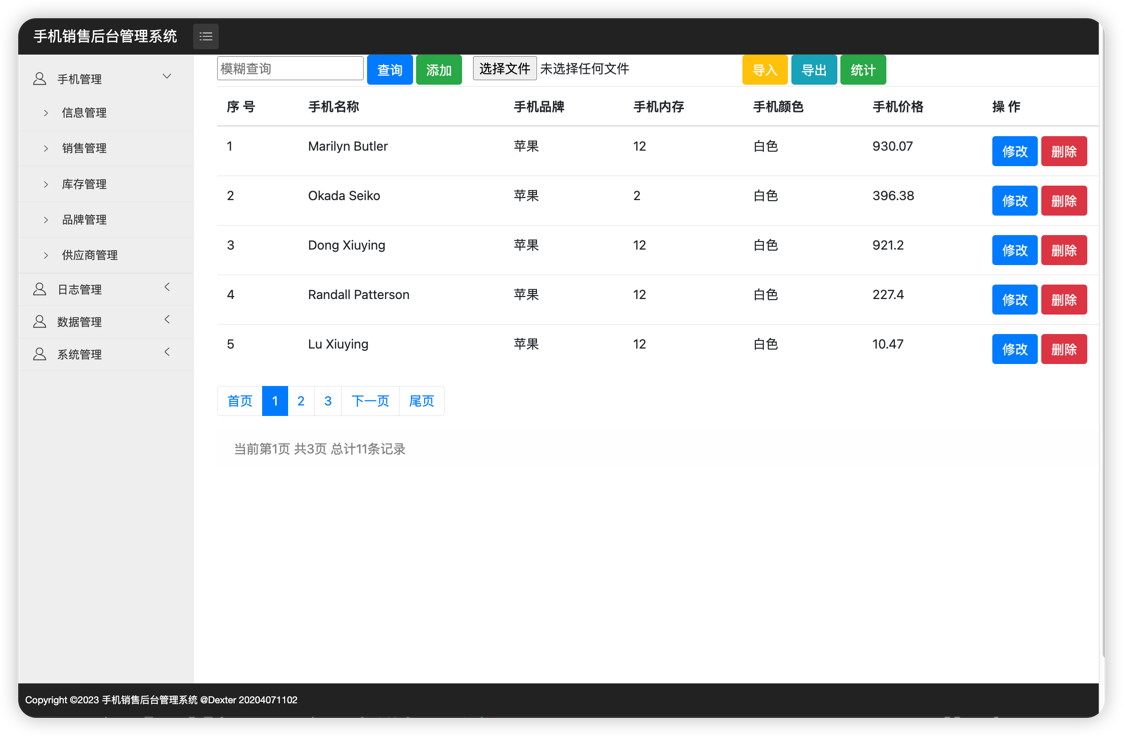 手机销售后台管理系统
手机管理
信息管理
销售管理
库存管理
品牌管理
供应商管理
日志管理
数据管理
系统管理
模糊查询 查询 添加 选择文件 未选择任何文件 导入 导出 统计
序 号 手机名称 手机品牌 手机内存 手机颜色 手机价格 操 作
1 Marilyn Butler 苹果 12 白色 930.07 修改 删除
2 Okada Seiko 苹果 2 白色 396.38 修改 删除
3 Dong Xiuying 苹果 12 白色 921.2 修改 删除
4 Randall Patterson 苹果 12 白色 227.4 修改 删除
5 Lu Xiuying 苹果 12 白色 10.47 修改 删除
首页 1 2 3 下一页 尾页
当前第1页 共3页 总计11条记录
Copyright ©2023 手机销售后台管理系统 @Dexter 20204071102